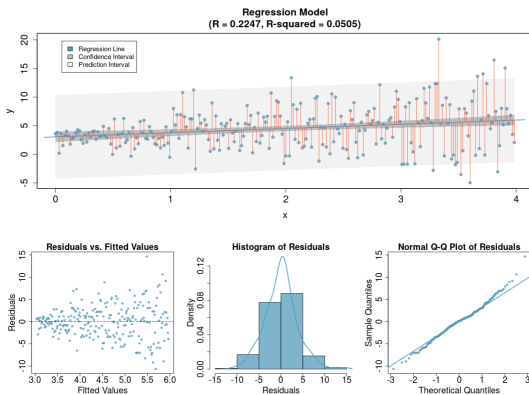 Regression Model
(R = 0.2247, R-squared = 0.0505)
20
15
10
5
0
-5
y
Regression Line
Confidence Interval
Prediction Interval
0 1 2 3 4
x
Residuals vs. Fitted Values
15
10
5
0
-5
-10
Residuals
3.0 3.5 4.0 4.5 5.0 5.5 6.0
Fitted Values
Histogram of Residuals
0.12
0.08
0.04
0.00
Density
-15 -10 -5 0 5 10 15
Residuals
Normal Q-Q Plot of Residuals
15
10
5
0
-5
-10
Sample Quantiles
-3 -2 -1 0 1 2 3
Theoretical Quantiles